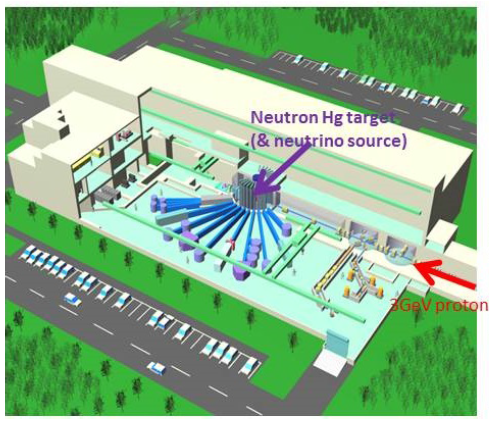 Neutron Hg target
(& neutrino source)
3GeV proton